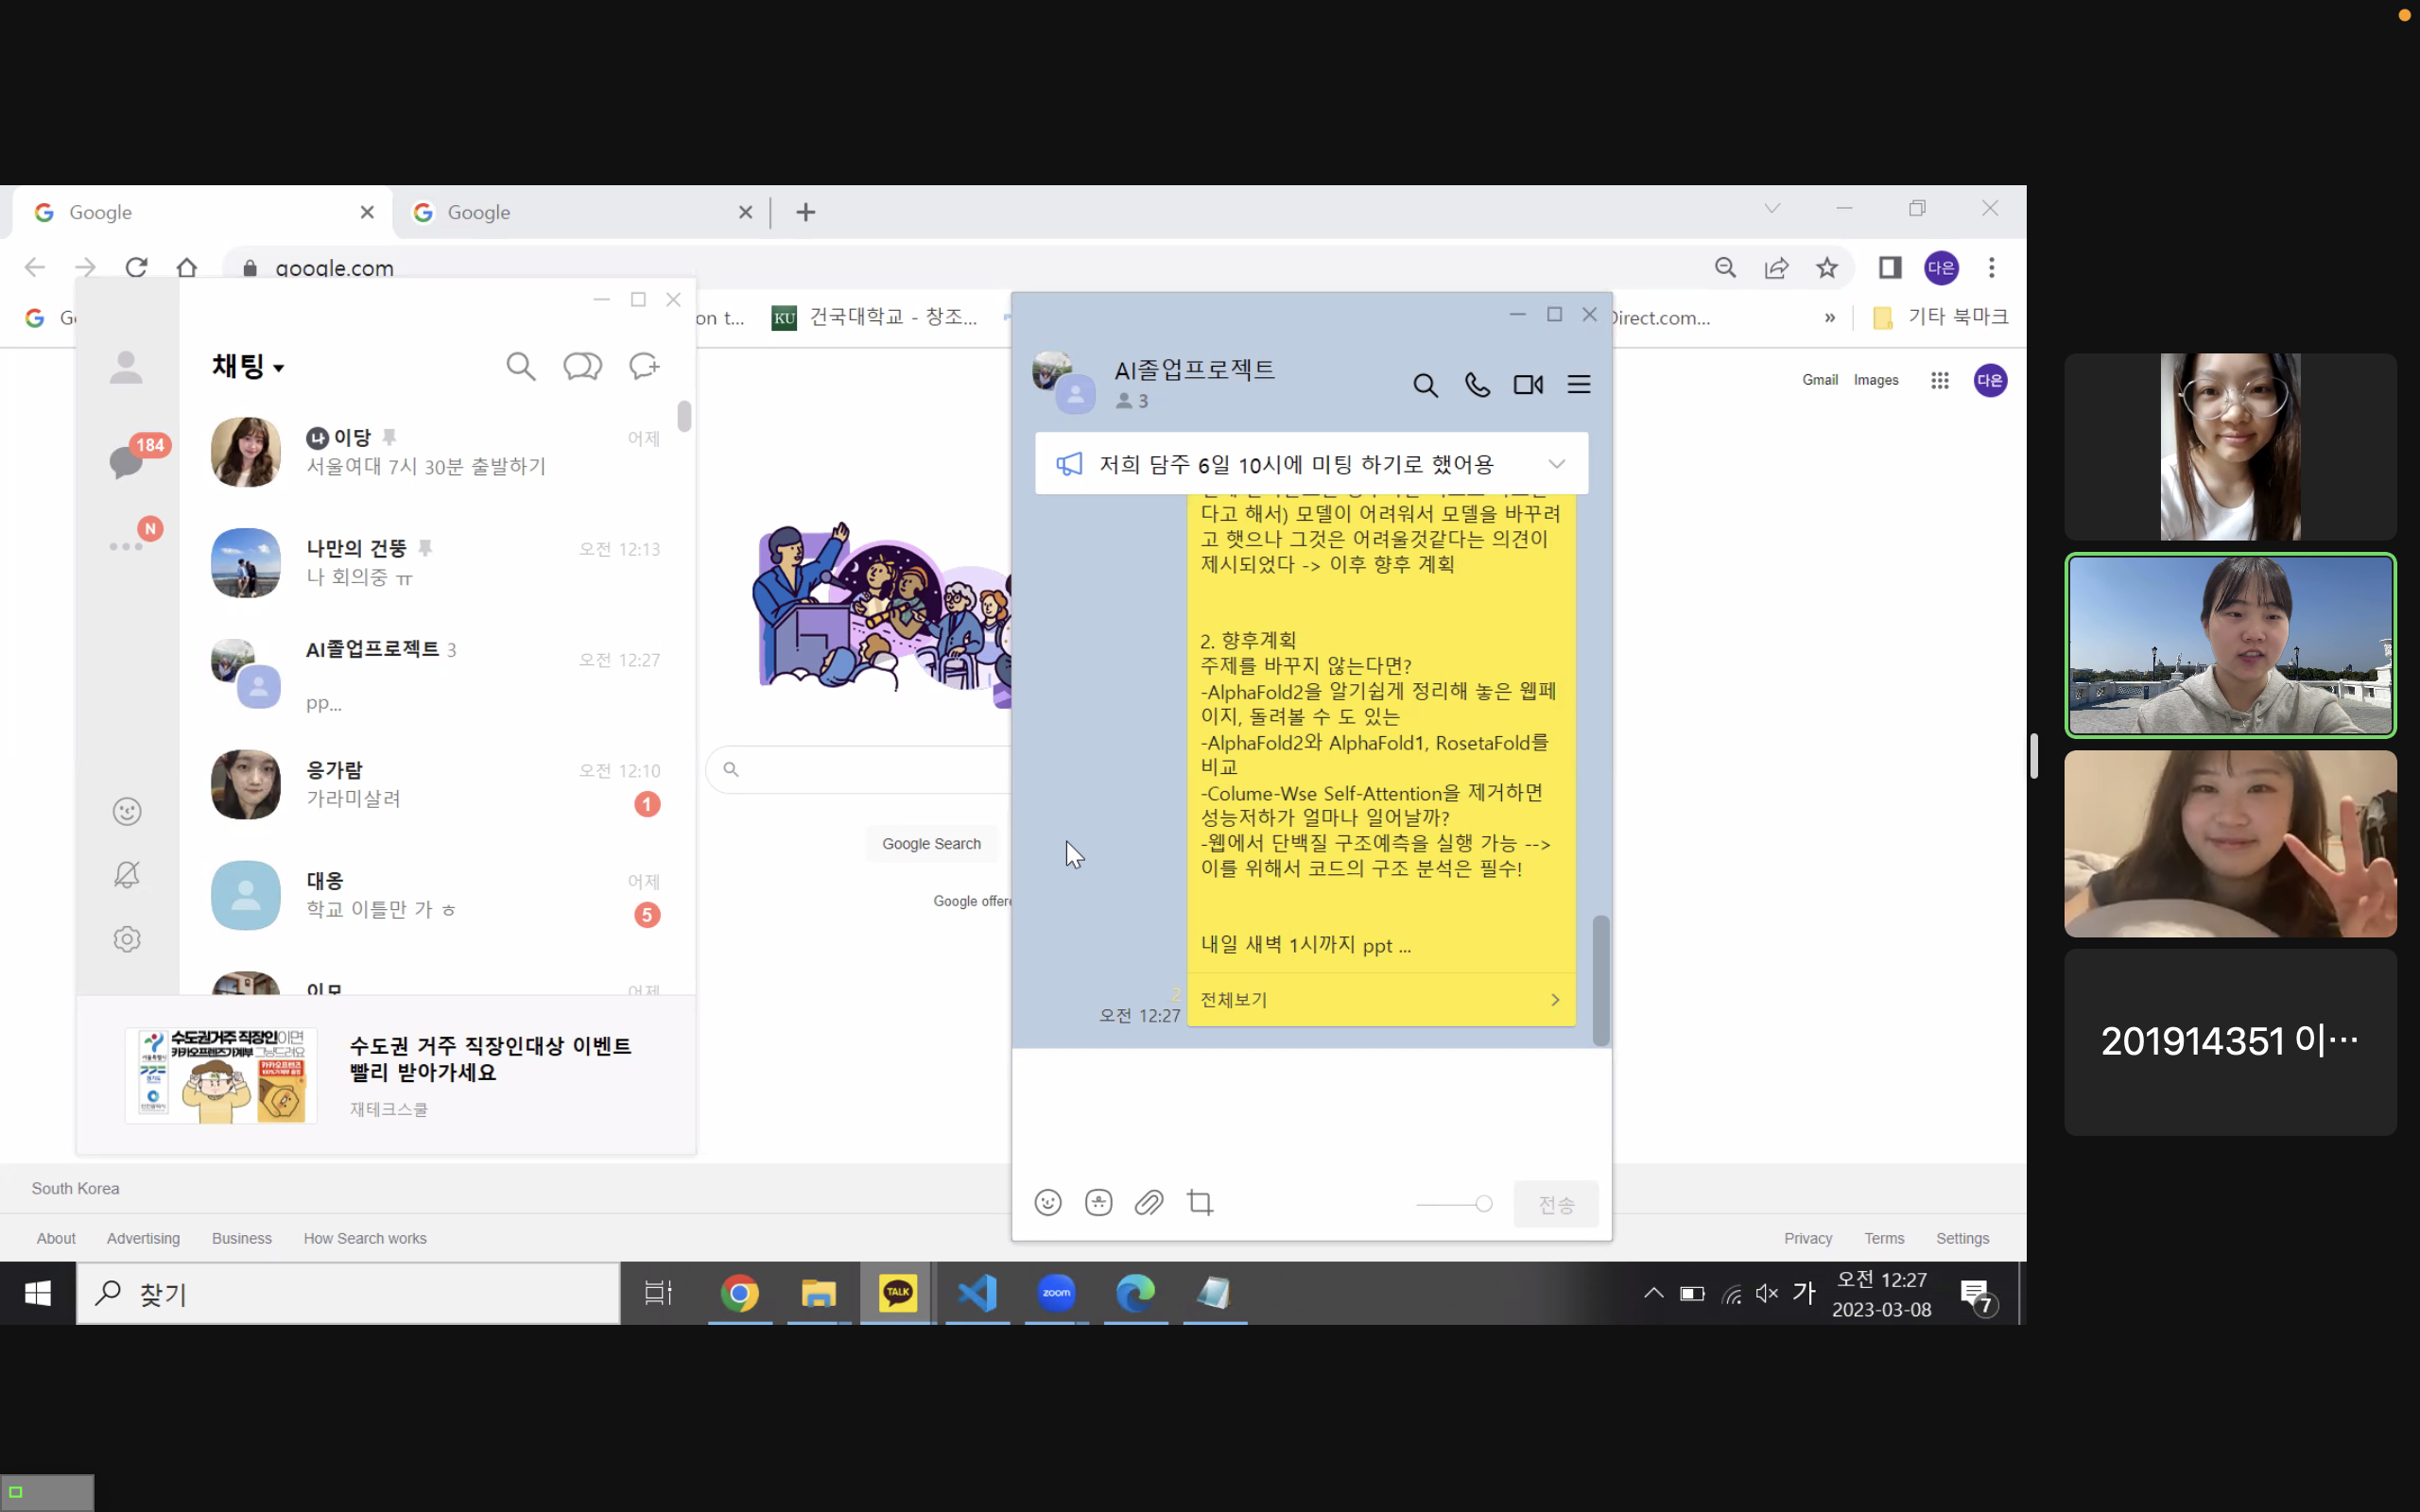 Google
Google
google.com
다은
on t...
KU 건국대학교 - 창조...
Direct.com...
»
기타 북마크
Gmail
Images
다은
채팅
184
N
나 이당
어제
서울여대 7시 30분 출발하기
나만의 건뚱
오전 12:13
나 회의중 ㅠ
AI졸업프로젝트 3
오전 12:27
pp...
응가람
오전 12:10
가라미살려
1
대옹
어제
학교 이틀만 가 ㅎ
5
이모
어제
수도권거주 직장인이면
수도권 거주 직장인대상 이벤트
빨리 받아가세요
재테크스쿨
Google Search
Google offere
AI졸업프로젝트
3
저희 담주 6일 10시에 미팅 하기로 했어용
다고 해서) 모델이 어려워서 모델을 바꾸려
고 햇으나 그것은 어려울것같다는 의견이
제시되었다 -> 이후 향후 계획
2. 향후계획
주제를 바꾸지 않는다면?
-AlphaFold2을 알기쉽게 정리해 놓은 웹페
이지, 돌려볼 수 도 있는
-AlphaFold2와 AlphaFold1, RosetaFold를
비교
-Colume-Wse Self-Attention을 제거하면
성능저하가 얼마나 일어날까?
-웹에서 단백질 구조예측을 실행 가능 -->
이를 위해서 코드의 구조 분석은 필수!
내일 새벽 1시까지 ppt ...
전체보기
2
오전 12:27
전송
South Korea
About
Advertising
Business
How Search works
Privacy
Terms
Settings
찾기
TALK
zoom
가
오전 12:27
2023-03-08
7
201914351 이…